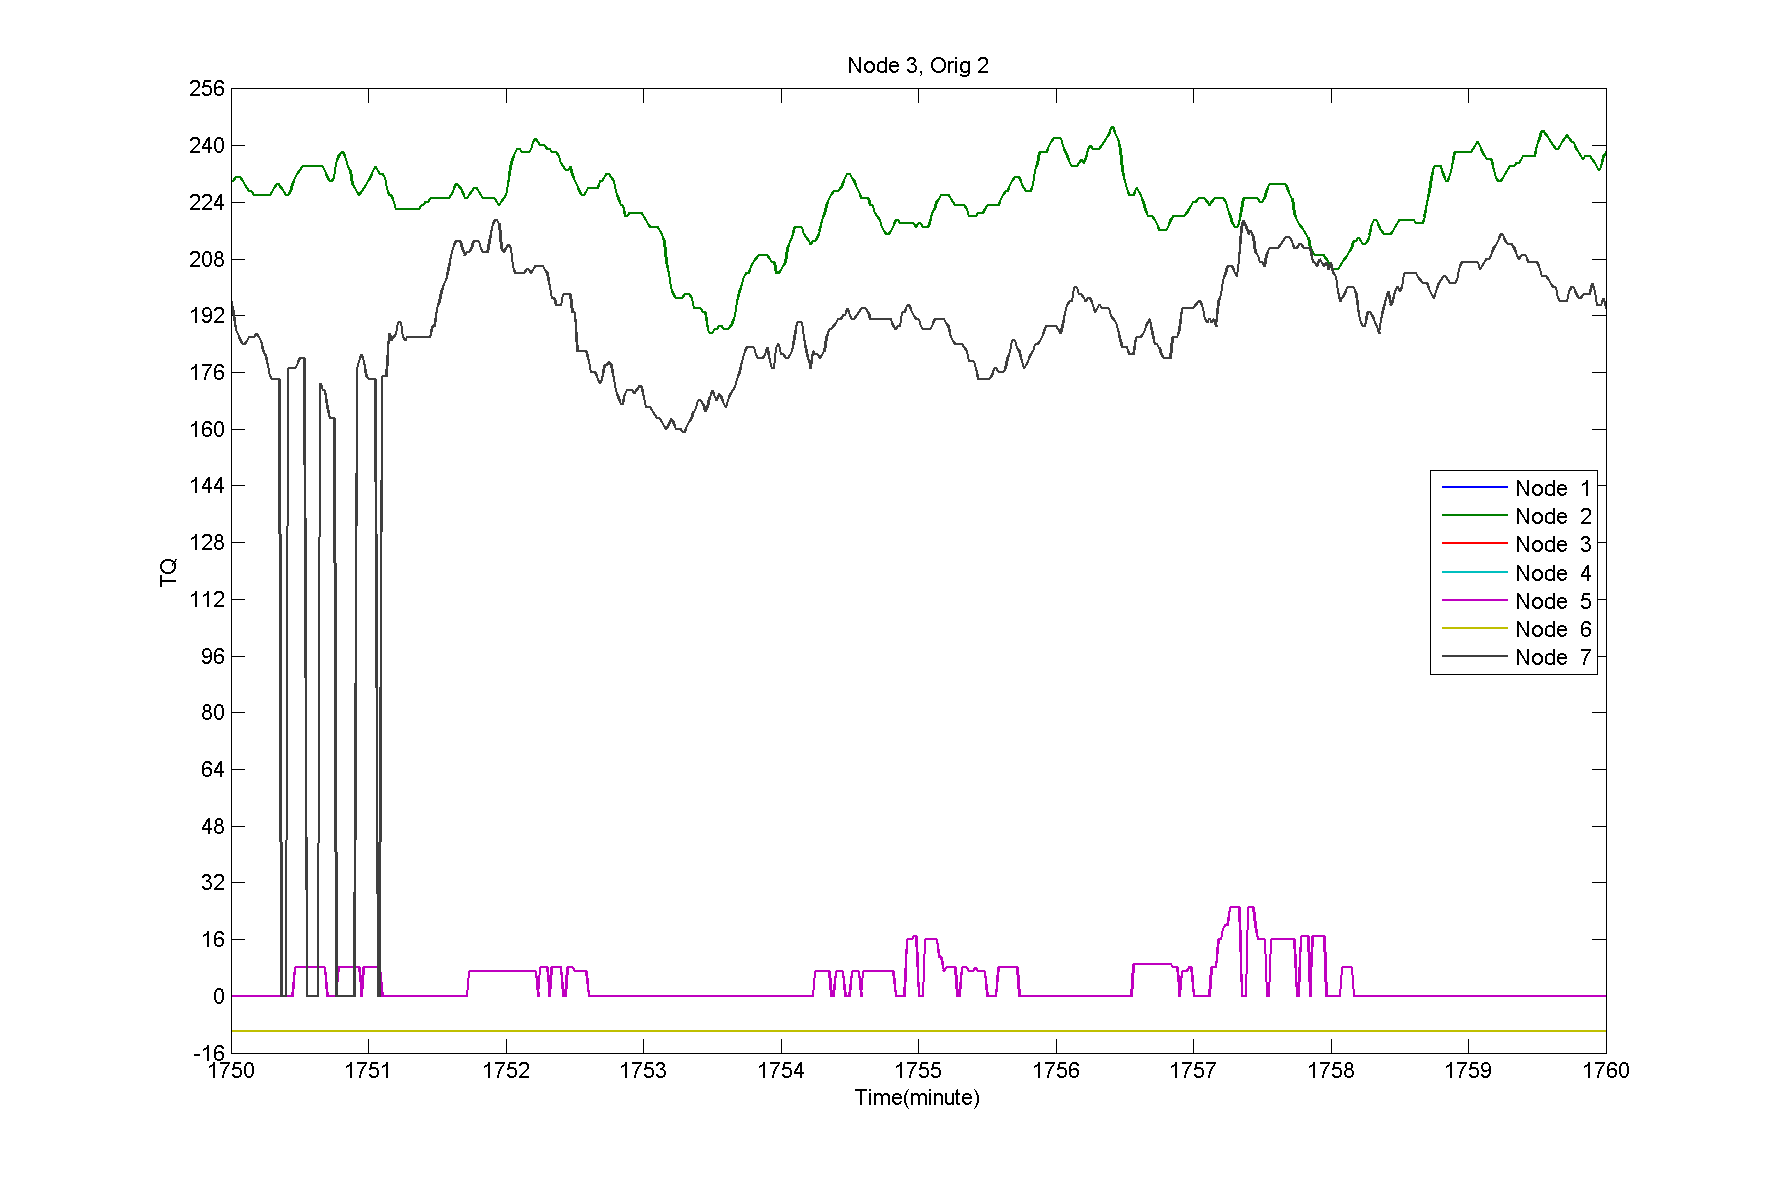 Node 3, Orig 2
256
240
224
208
192
176
160
144
128
112
96
80
64
48
32
16
0
-16
TQ
Node 1
Node 2
Node 3
Node 4
Node 5
Node 6
Node 7
1750 1751 1752 1753 1754 1755 1756 1757 1758 1759 1760
Time(minute)